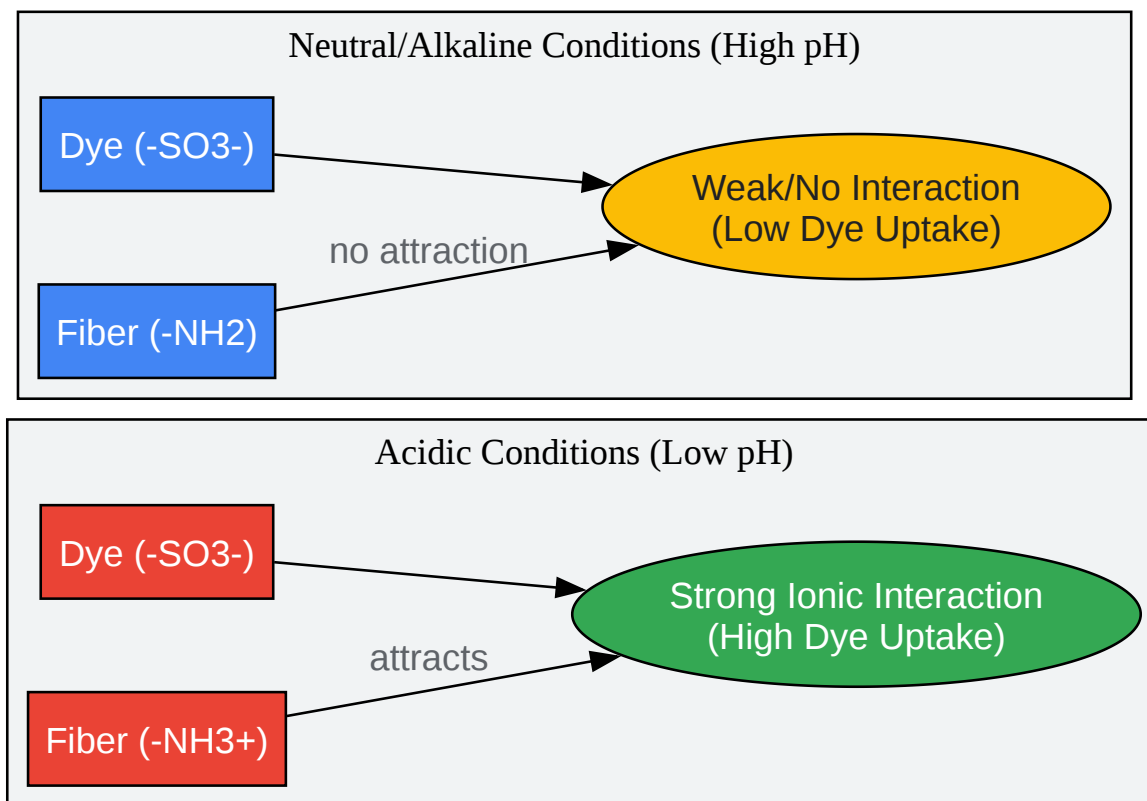 Neutral/Alkaline Conditions (High pH)
Dye (-SO3-)
Weak/No Interaction
(Low Dye Uptake)
no attraction
Fiber (-NH2)
Acidic Conditions (Low pH)
Dye (-SO3-)
Strong Ionic Interaction
(High Dye Uptake)
attracts
Fiber (-NH3+)